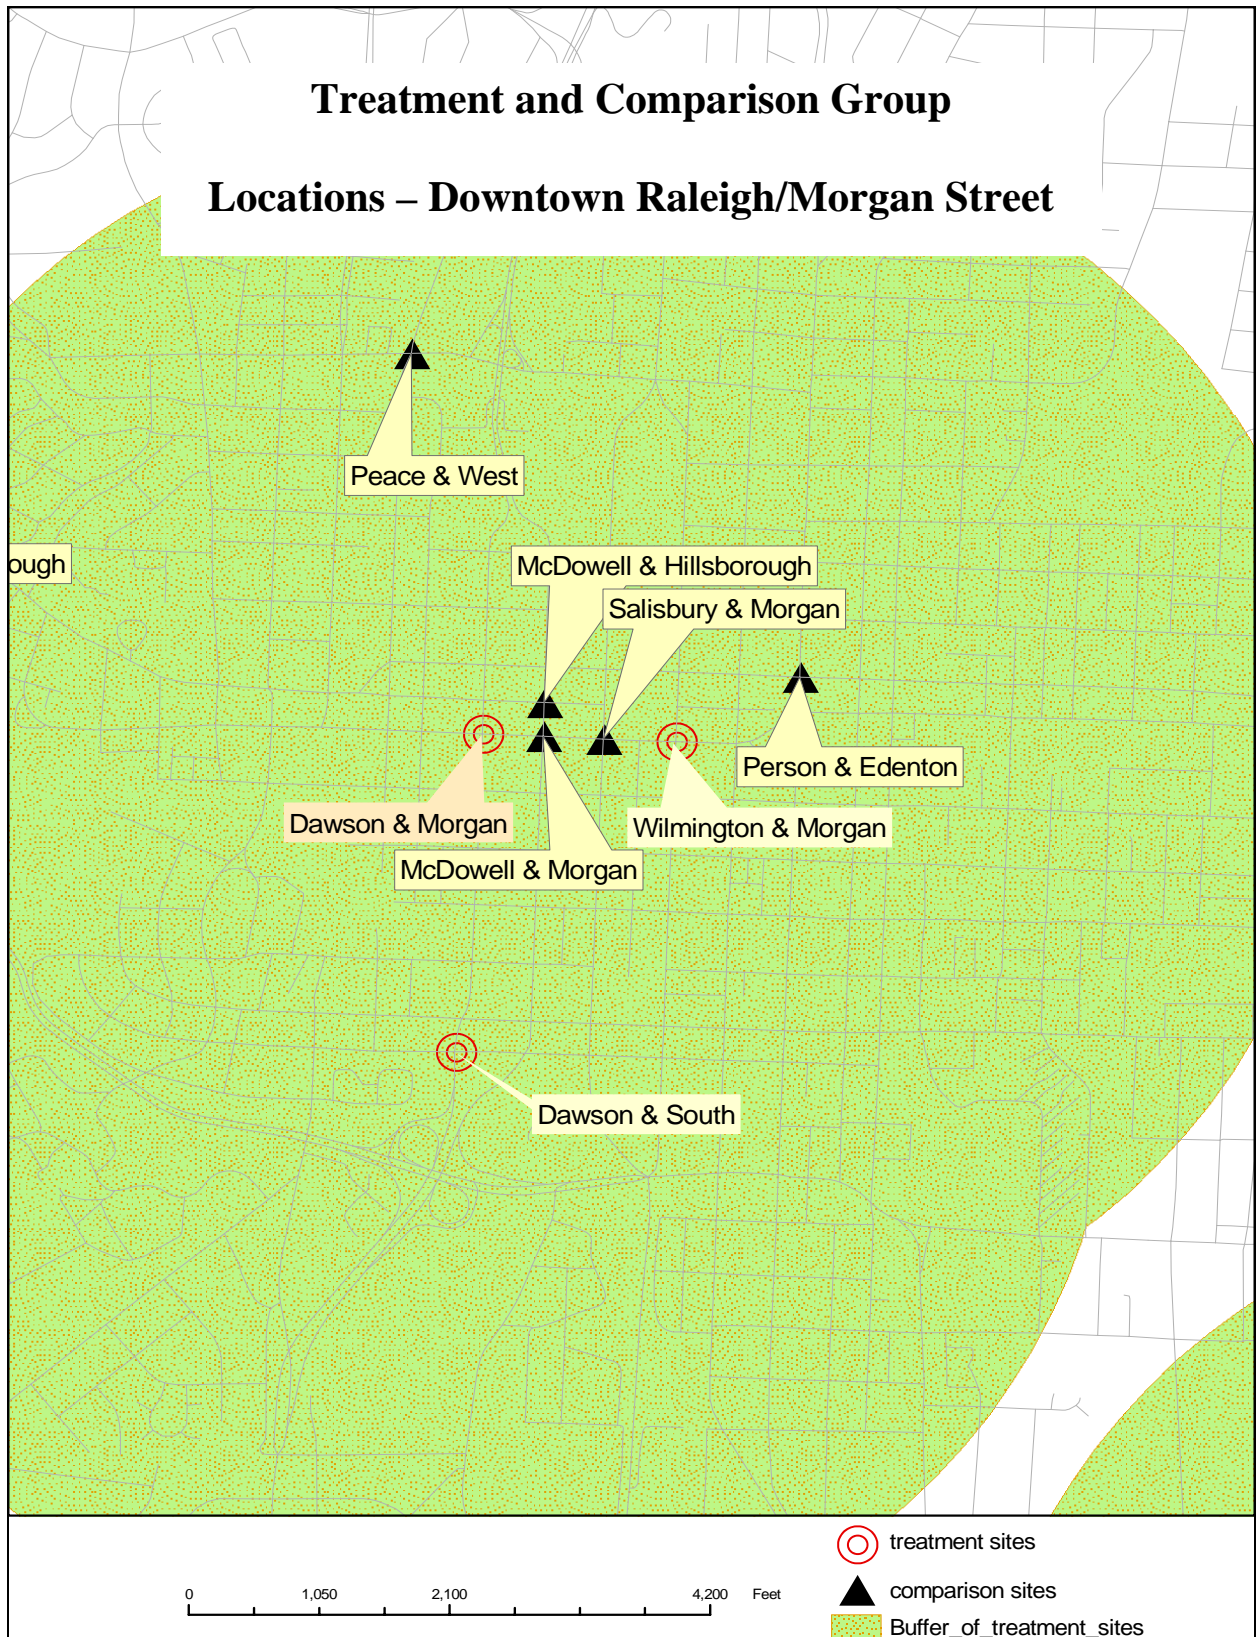 Treatment and Comparison Group
Locations – Downtown Raleigh/Morgan Street
Peace & West
ough
McDowell & Hillsborough
Salisbury & Morgan
Person & Edenton
Dawson & Morgan
Wilmington & Morgan
McDowell & Morgan
Dawson & South
treatment sites
comparison sites
Buffer_of_treatment_sites
0 1,050 2,100 4,200 Feet